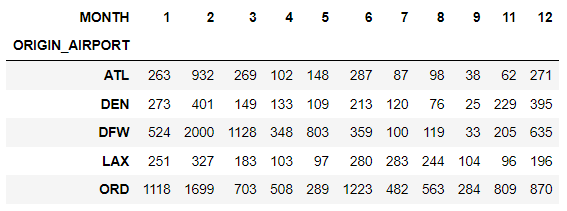 MONTH 1 2 3 4 5 6 7 8 9 11 12
ORIGIN_AIRPORT
ATL 263 932 269 102 148 287 87 98 38 62 271
DEN 273 401 149 133 109 213 120 76 25 229 395
DFW 524 2000 1128 348 803 359 100 119 33 205 635
LAX 251 327 183 103 97 280 283 244 104 96 196
ORD 1118 1699 703 508 289 1223 482 563 284 809 870